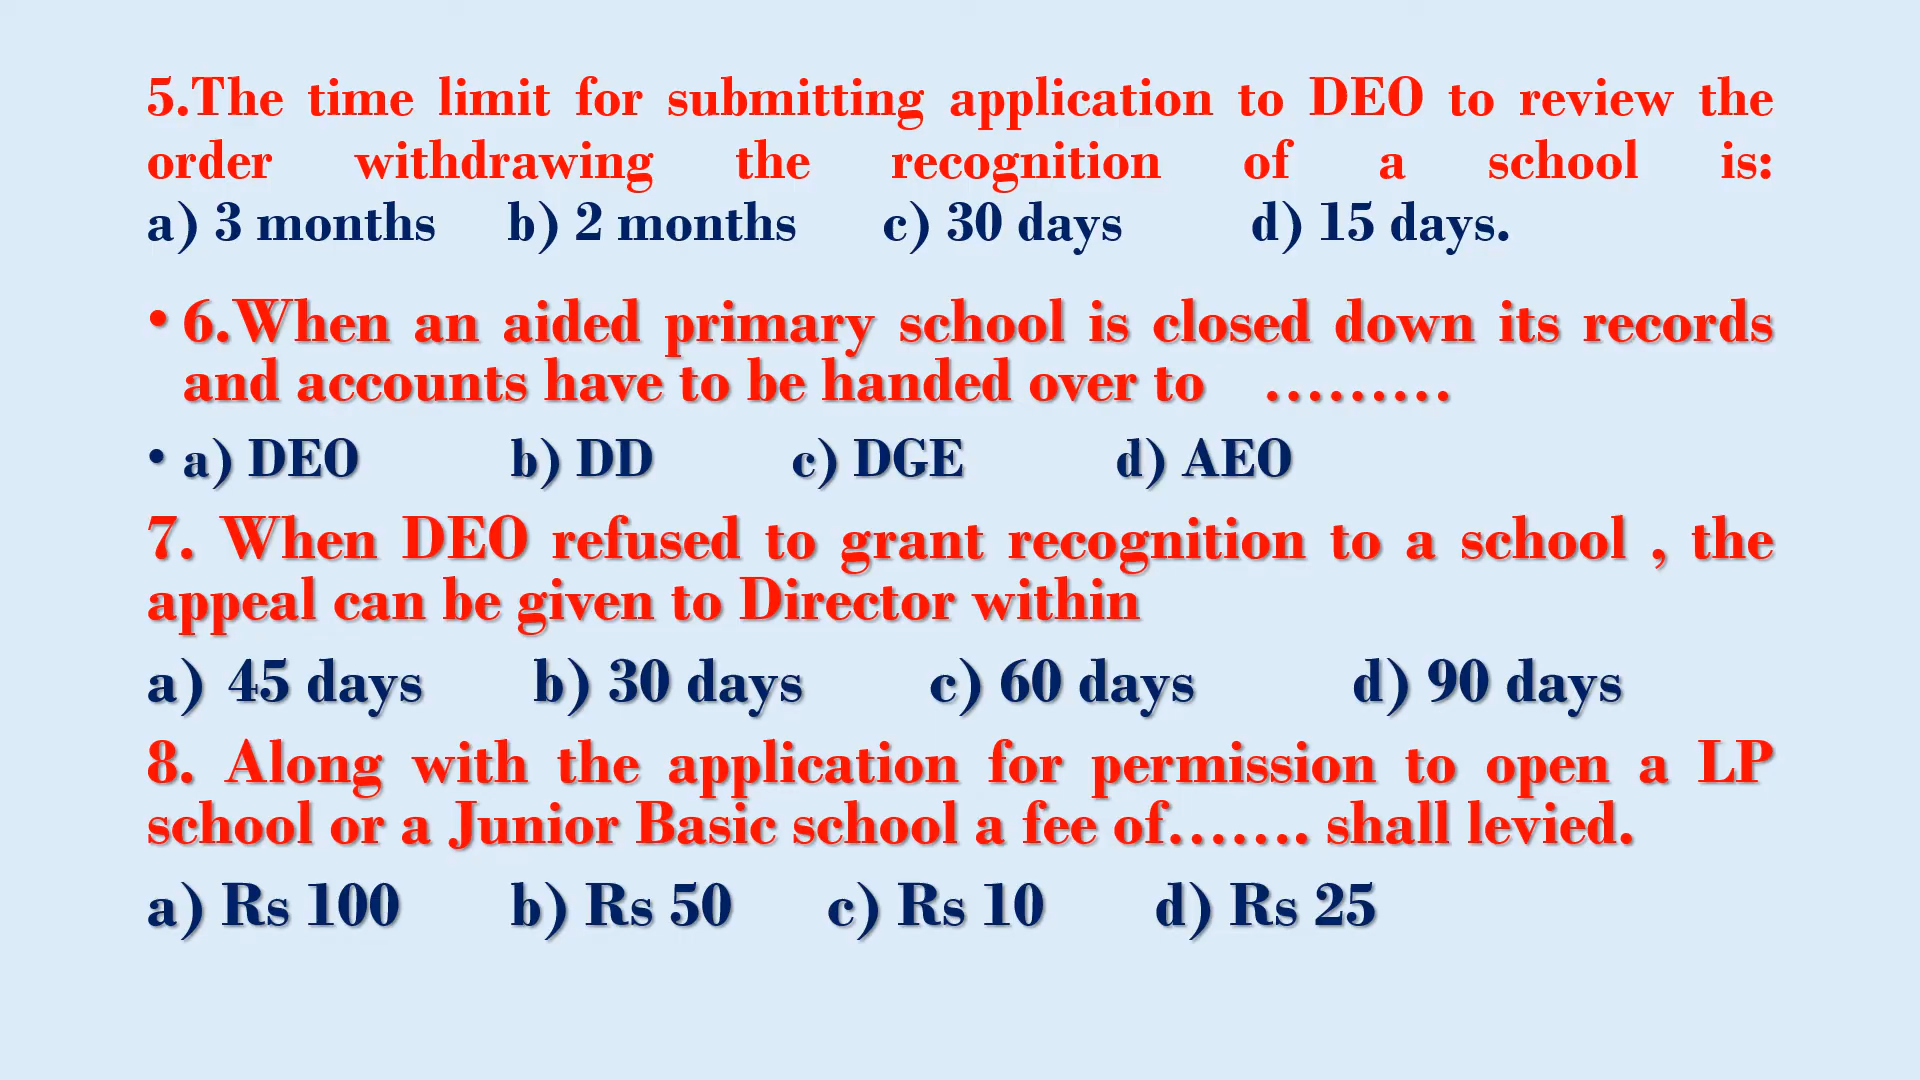 5.The time limit for submitting application to DEO to review the
order withdrawing the recognition of a school is:
a) 3 months b) 2 months c) 30 days d) 15 days.
• 6.When an aided primary school is closed down its records
and accounts have to be handed over to ………
• a) DEO b) DD c) DGE d) AEO
7. When DEO refused to grant recognition to a school , the
appeal can be given to Director within
a) 45 days b) 30 days c) 60 days d) 90 days
8. Along with the application for permission to open a LP
school or a Junior Basic school a fee of……. shall levied.
a) Rs 100 b) Rs 50 c) Rs 10 d) Rs 25